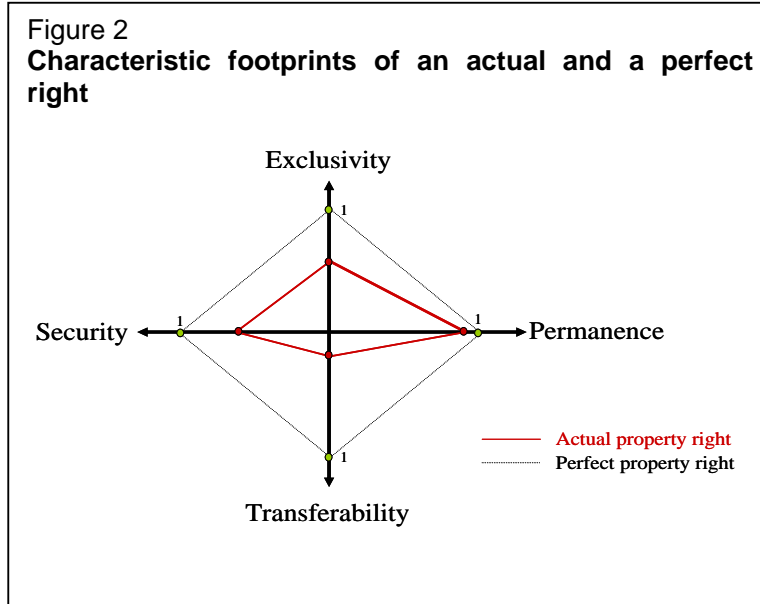 Figure 2
Characteristic footprints of an actual and a perfect
right
Exclusivity
1
Security
1
1
Permanence
1
Transferability
Actual property right
Perfect property right